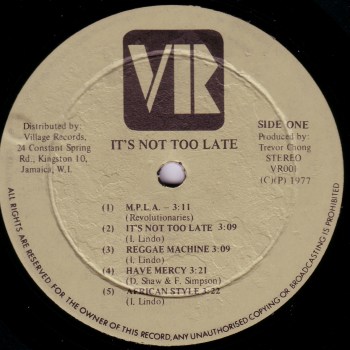 VR
IT'S NOT TOO LATE
Distributed by:
Village Records,
24 Constant Spring
Rd., Kingston 10,
Jamaica, W.I.
SIDE ONE
Produced by:
Trevor Chong
STEREO
VR001
(C)(P) 1977
(1) M.P.L.A. - 3:11
(Revolutionaries)
(2) IT'S NOT TOO LATE 3:09
(I. Lindo)
(3) REGGAE MACHINE 3:09
(I. Lindo)
(4) HAVE MERCY 3:21
(D. Shaw & F. Simpson)
(5) AFRICAN STYLE 3:22
(I. Lindo)
ALL RIGHTS ARE RESERVED FOR THE OWNER OF THIS RECORD, ANY UNAUTHORISED COPYING OR BROADCASTING IS PROHIBITED